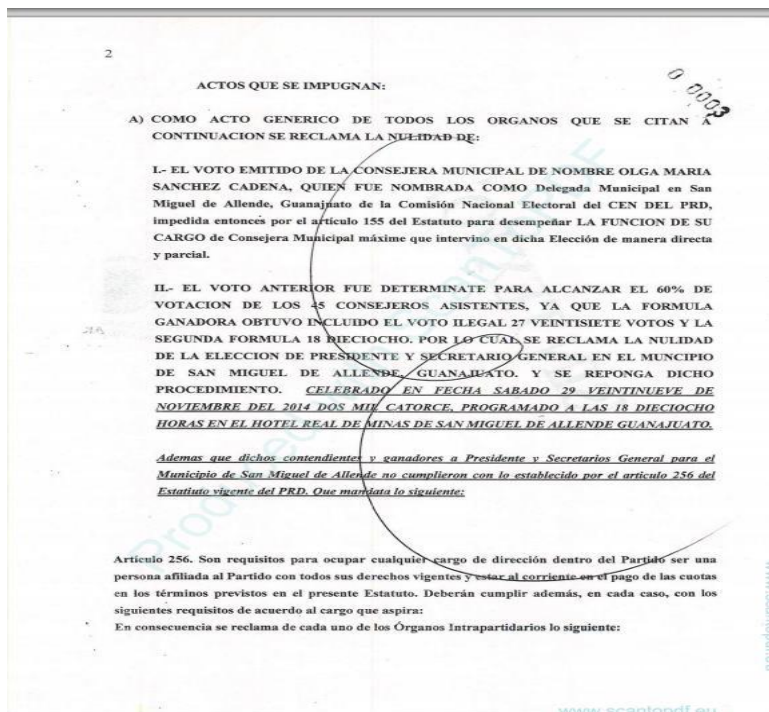 2
0 0003
ACTOS QUE SE IMPUGNAN:
A) COMO ACTO GENERICO DE TODOS LOS ORGANOS QUE SE CITAN A
CONTINUACION SE RECLAMA LA NULIDAD DE:
I.- EL VOTO EMITIDO DE LA CONSEJERA MUNICIPAL DE NOMBRE OLGA MARIA
SANCHEZ CADENA, QUIEN FUE NOMBRADA COMO Delegada Municipal en San
Miguel de Allende, Guanajuato de la Comisión Nacional Electoral del CEN DEL PRD,
impedida entonces por el artículo 155 del Estatuto para desempeñar LA FUNCION DE SU
CARGO de Consejera Municipal máxime que intervino en dicha Elección de manera directa
y parcial.
II.- EL VOTO ANTERIOR FUE DETERMINATE PARA ALCANZAR EL 60% DE
VOTACION DE LOS 45 CONSEJEROS ASISTENTES, YA QUE LA FORMULA
GANADORA OBTUVO INCLUIDO EL VOTO ILEGAL 27 VEINTISIETE VOTOS Y LA
SEGUNDA FORMULA 18 DIECIOCHO. POR LO CUAL SE RECLAMA LA NULIDAD
DE LA ELECCION DE PRESIDENTE Y SECRETARIO GENERAL EN EL MUNCIPIO
DE SAN MIGUEL DE ALLENDE, GUANAJUATO. Y SE REPONGA DICHO
PROCEDIMIENTO. CELEBRADO EN FECHA SABADO 29 VEINTINUEVE DE
NOVIEMBRE DEL 2014 DOS MIL CATORCE, PROGRAMADO A LAS 18 DIECIOCHO
HORAS EN EL HOTEL REAL DE MINAS DE SAN MIGUEL DE ALLENDE GUANAJUATO.
Ademas que dichos contendientes y ganadores a Presidente y Secretarios General para el
Municipio de San Miguel de Allende no cumplieron con lo establecido por el articulo 256 del
Estatiuto vigente del PRD. Que mandata lo siguiente:
Artículo 256. Son requisitos para ocupar cualquier cargo de dirección dentro del Partido ser una
persona afiliada al Partido con todos sus derechos vigentes y estar al corriente en el pago de las cuotas
en los términos previstos en el presente Estatuto. Deberán cumplir además, en cada caso, con los
siguientes requisitos de acuerdo al cargo que aspira:
En consecuencia se reclama de cada uno de los Órganos Intrapartidarios lo siguiente:
www.scantopdf.eu